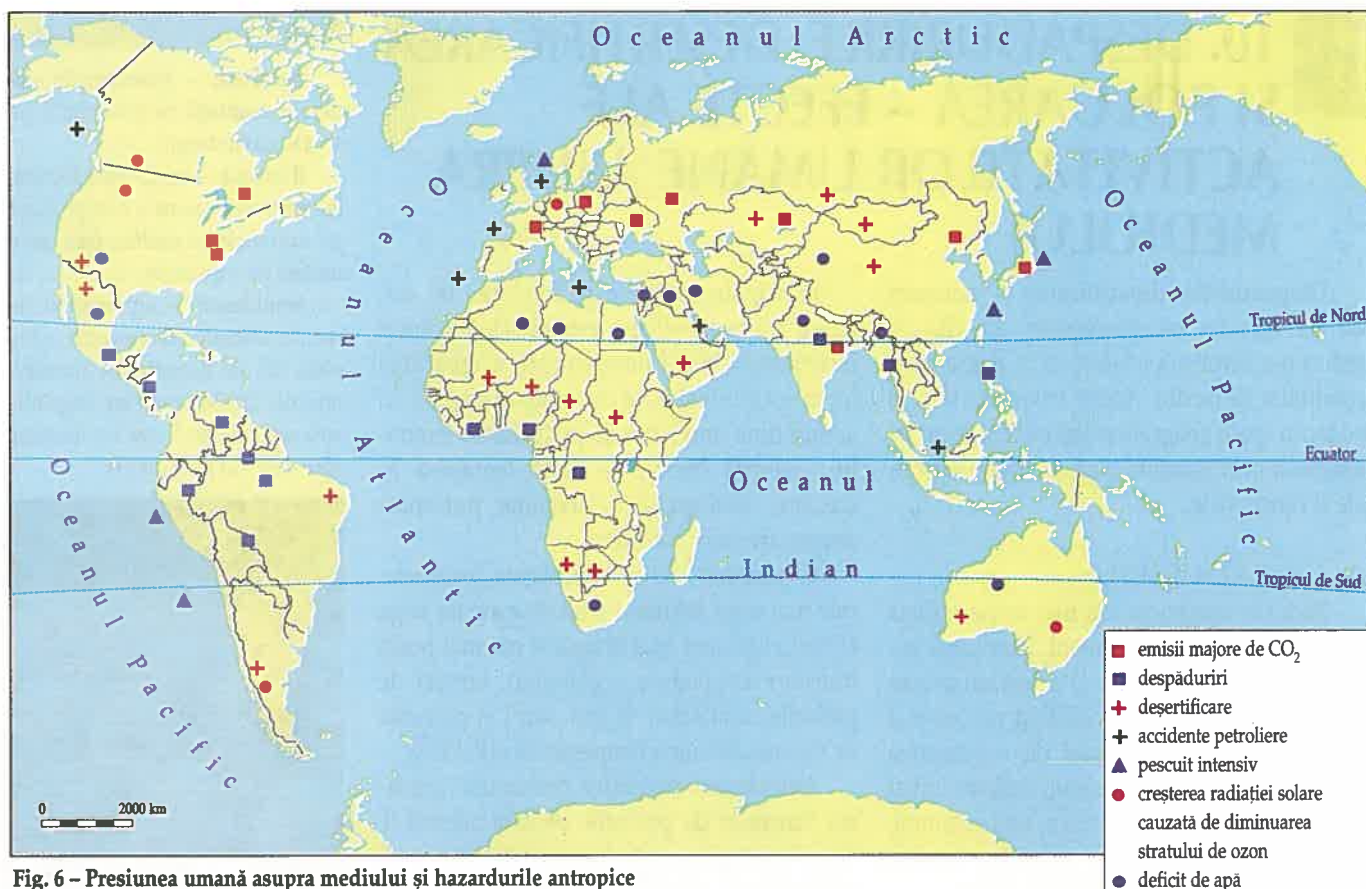 Oceanul Arctic
Oceanul Atlantic
Oceanul Pacific
Tropicul de Nord
Ecuator
Oceanul
Indian
Tropicul de Sud
Oceanul Pacific
0 2000 km
emisii majore de CO₂
despăduriri
deșertificare
accidente petroliere
pescuit intensiv
creșterea radiației solare
cauzată de diminuarea
stratului de ozon
deficit de apă
Fig. 6 – Presiunea umană asupra mediului și hazardurile antropice